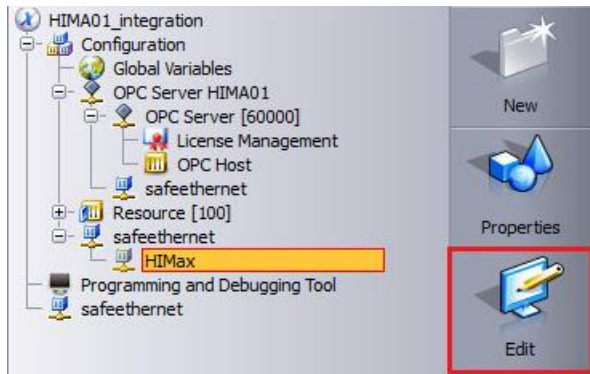 HIMA01_integration
Configuration
Global Variables
OPC Server HIMA01
OPC Server [60000]
License Management
OPC Host
safeethernet
Resource [100]
safeethernet
HIMax
Programming and Debugging Tool
safeethernet
New
Properties
Edit